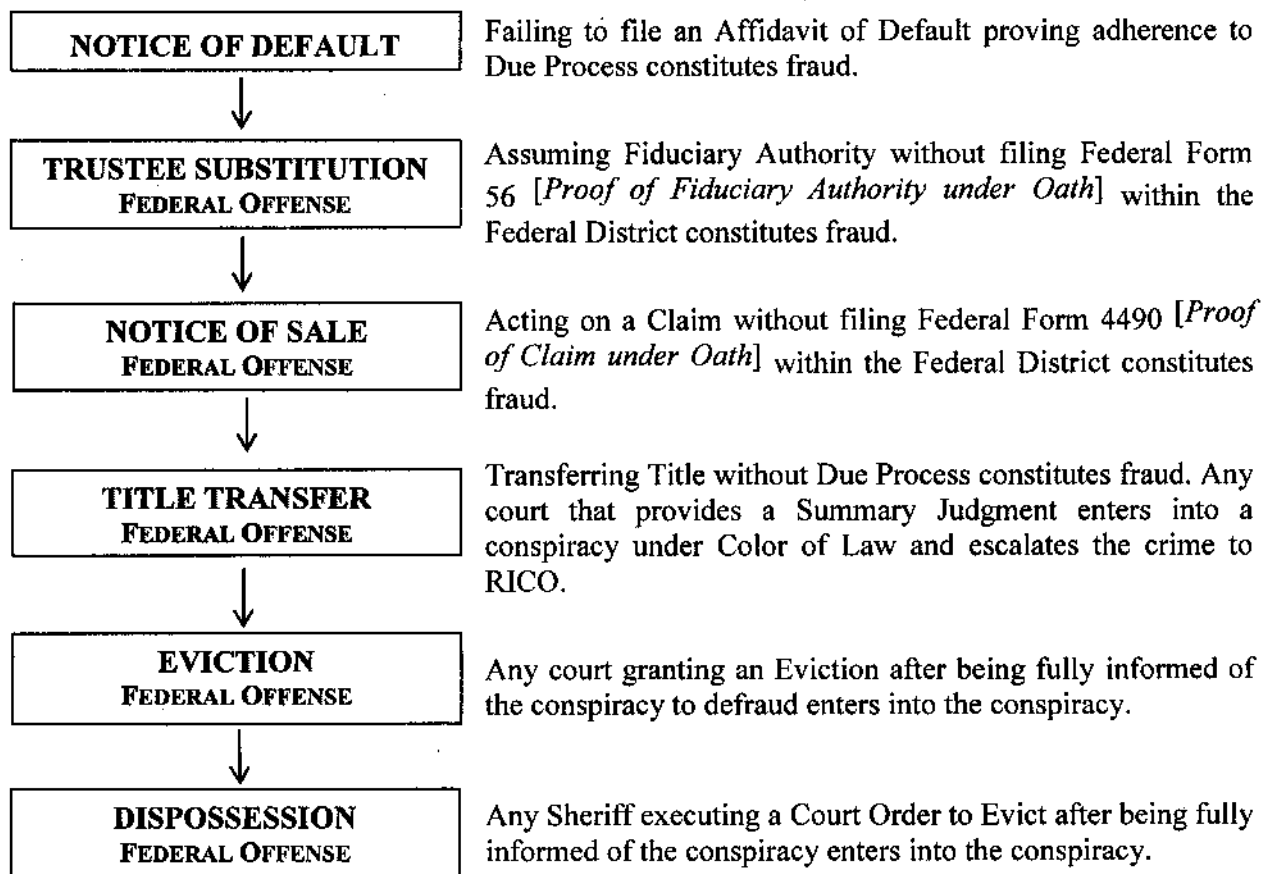 NOTICE OF DEFAULT
Failing to file an Affidavit of Default proving adherence to
Due Process constitutes fraud.
TRUSTEE SUBSTITUTION
FEDERAL OFFENSE
Assuming Fiduciary Authority without filing Federal Form
56 [Proof of Fiduciary Authority under Oath] within the
Federal District constitutes fraud.
NOTICE OF SALE
FEDERAL OFFENSE
Acting on a Claim without filing Federal Form 4490 [Proof
of Claim under Oath] within the Federal District constitutes
fraud.
TITLE TRANSFER
FEDERAL OFFENSE
Transferring Title without Due Process constitutes fraud. Any
court that provides a Summary Judgment enters into a
conspiracy under Color of Law and escalates the crime to
RICO.
EVICTION
FEDERAL OFFENSE
Any court granting an Eviction after being fully informed of
the conspiracy to defraud enters into the conspiracy.
DISPOSSESSION
FEDERAL OFFENSE
Any Sheriff executing a Court Order to Evict after being fully
informed of the conspiracy enters into the conspiracy.